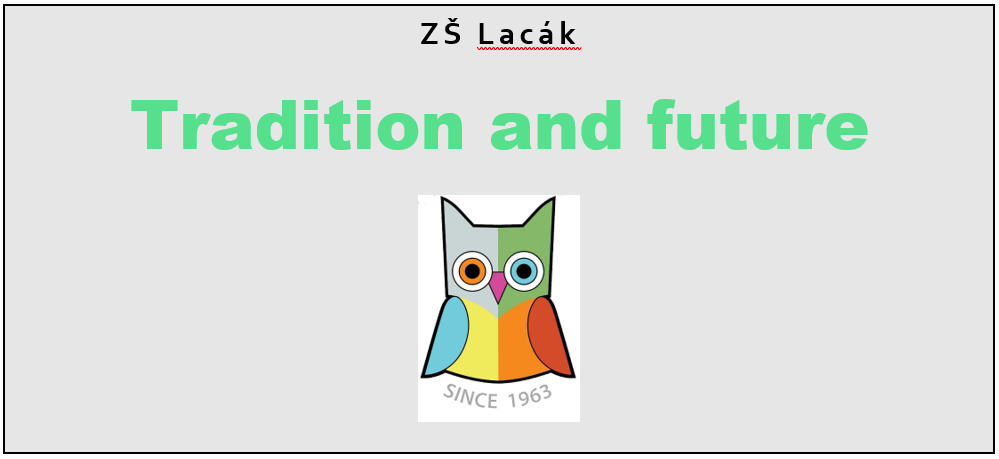 ZŠ Lacák
Tradition and future
SINCE 1963